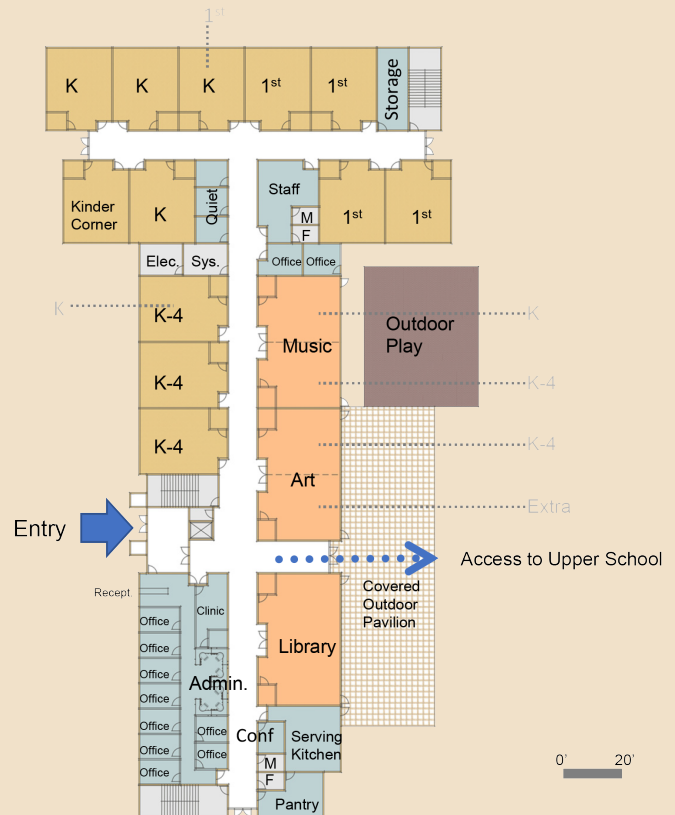 1st
K
K
K
1st
1st
Storage
Kinder
Corner
K
Quiet
Staff
M
F
1st
1st
Elec.
Sys.
Office
Office
K
K-4
Music
Outdoor
Play
K
K-4
K-4
K-4
Art
K-4
Extra
Entry
Access to Upper School
Recept.
Clinic
Covered
Outdoor
Pavilion
Office
Office
Office
Office
Office
Office
Office
Library
Admin.
Office
Office
Conf
Serving
Kitchen
M
F
Pantry
0'
20'